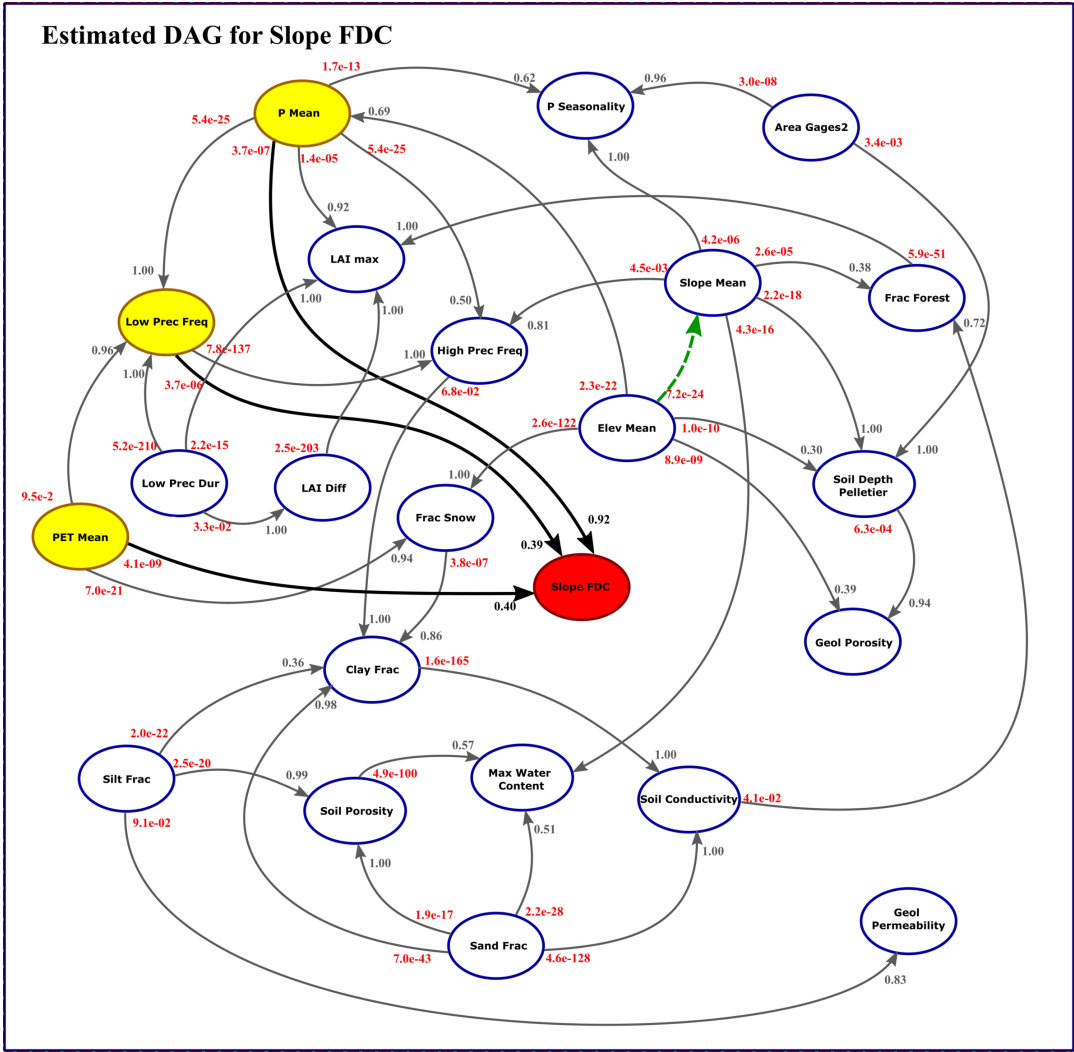 Estimated DAG for Slope FDC
1.7e-13
0.62
0.96
3.0e-08
P Mean
P Seasonality
Area Gages2
0.69
5.4e-25
3.7e-07
1.4e-05
5.4e-25
3.4e-03
1.00
0.92
1.00
LAI max
4.2e-06
2.6e-05
5.9e-51
1.00
4.5e-03
Slope Mean
0.38
2.2e-18
Frac Forest
1.00
1.00
0.50
0.81
4.3e-16
0.72
Low Prec Freq
0.96
7.8e-137
1.00
High Prec Freq
1.00
3.7e-06
6.8e-02
2.3e-22
7.2e-24
2.6e-122
Elev Mean
1.0e-10
8.9e-09
5.2e-210
2.2e-15
2.5e-203
0.30
1.00
1.00
Low Prec Dur
LAI Diff
1.00
Soil Depth
Pelletier
9.5e-2
3.3e-02
1.00
Frac Snow
0.92
6.3e-04
PET Mean
4.1e-09
0.94
0.39
3.8e-07
7.0e-21
Slope FDC
0.40
0.39
0.94
1.00
0.86
Geol Porosity
0.36
Clay Frac
1.6e-165
0.98
2.0e-22
2.5e-20
0.57
1.00
Silt Frac
0.99
4.9e-100
Max Water
Content
Soil Porosity
Soil Conductivity
4.1e-02
9.1e-02
0.51
1.00
1.00
1.9e-17
2.2e-28
Geol
Permeability
Sand Frac
7.0e-43
4.6e-128
0.83